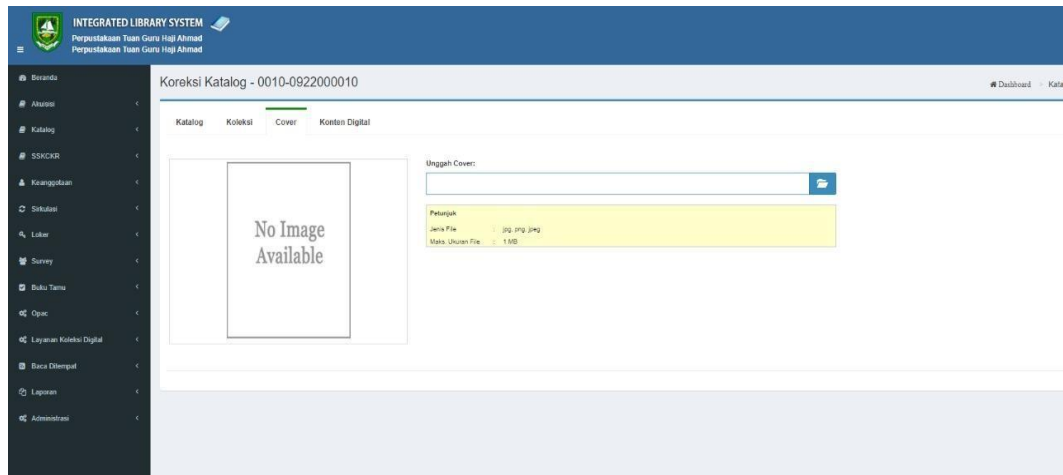 INTEGRATED LIBRARY SYSTEM
Perpustakaan Tuan Guru Haji Ahmad
Perpustakaan Tuan Guru Haji Ahmad
Beranda
Akuisisi
Katalog
SSKCKR
Keanggotaan
Sirkulasi
Loker
Survey
Buku Tamu
Opac
Layanan Koleksi Digital
Baca Ditempat
Laporan
Administrasi
Koreksi Katalog - 0010-0922000010
Dashboard Kata
Katalog Koleksi Cover Konten Digital
No Image
Available
Unggah Cover:
Petunjuk
Jenis File : jpg, png, jpeg
Maks. Ukuran File : 1 MB